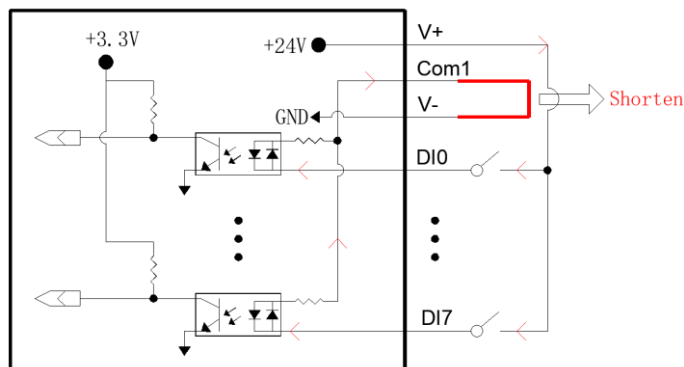 +3.3V
+24V
V+
Com1
Shorten
V-
GND
DI0
DI7